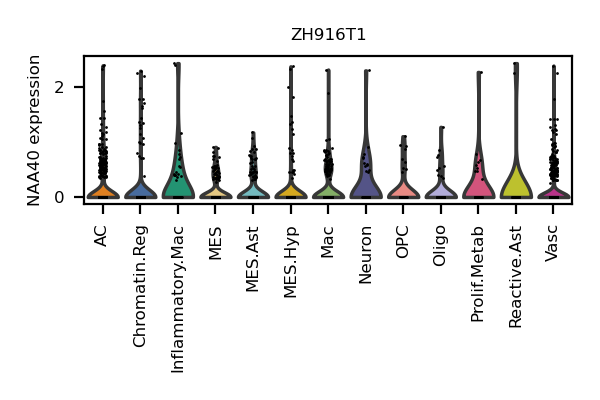 ZH916T1
NAA40 expression
2
0
AC
Chromatin.Reg
Inflammatory.Mac
MES
MES.Ast
MES.Hyp
Mac
Neuron
OPC
Oligo
Prolif.Metab
Reactive.Ast
Vasc